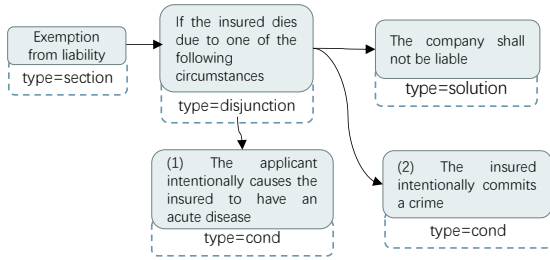 Exemption
from liability
type=section
If the insured dies
due to one of the
following
circumstances
type=disjunction
The company shall
not be liable
type=solution
(1) The applicant
intentionally causes the
insured to have an
acute disease
type=cond
(2) The insured
intentionally commits
a crime
type=cond